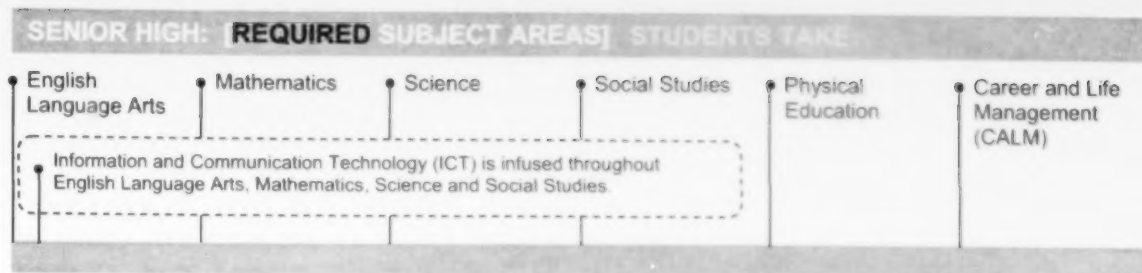 SENIOR HIGH: [REQUIRED SUBJECT AREAS] STUDENTS TAKE
English
Language Arts
Mathematics
Science
Social Studies
Physical
Education
Career and Life
Management
(CALM)
Information and Communication Technology (ICT) is infused throughout
English Language Arts, Mathematics, Science and Social Studies.